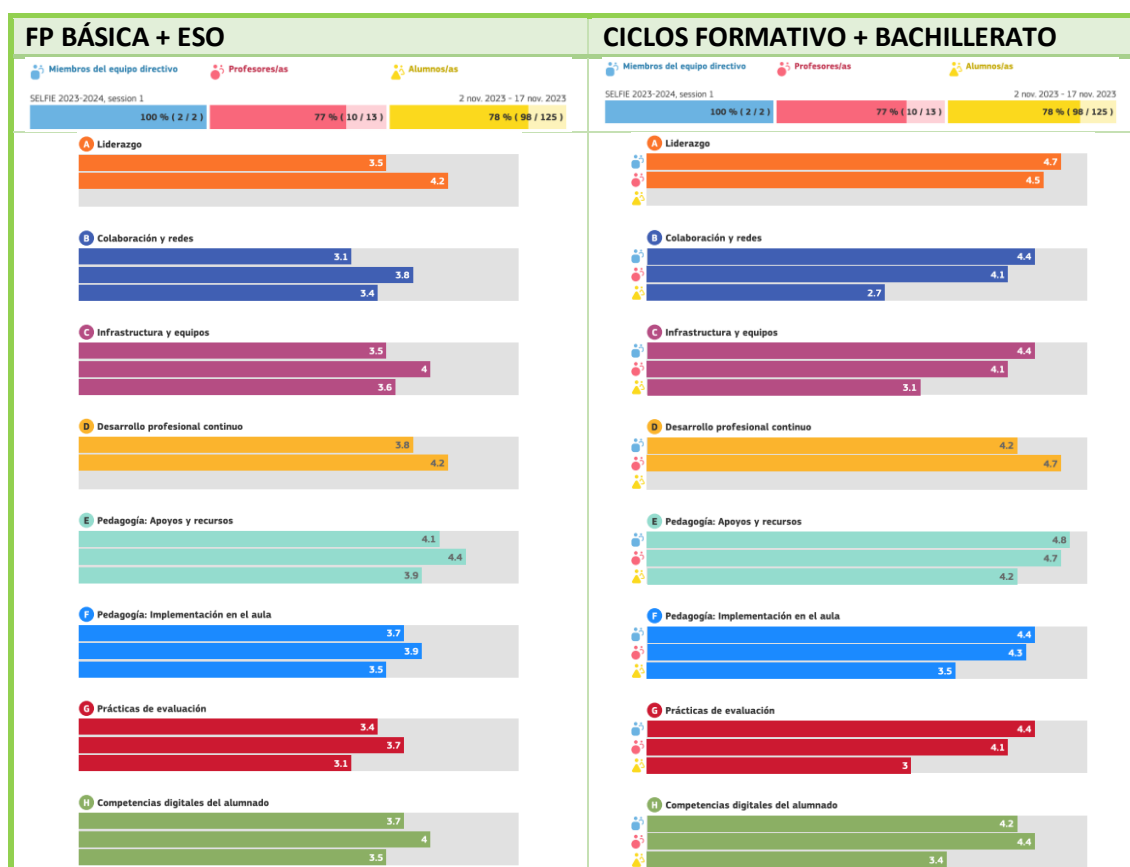 FP BÁSICA + ESO
Miembros del equipo directivo Profesores/as Alumnos/as
SELFIE 2023-2024, session 1 2 nov. 2023 - 17 nov. 2023
100 % ( 2 / 2 ) 77 % ( 10 / 13 ) 78 % ( 98 / 125 )
A Liderazgo
3.5
4.2
B Colaboración y redes
3.1
3.8
3.4
C Infrastructura y equipos
3.5
4
3.6
D Desarrollo profesional continuo
3.8
4.2
E Pedagogía: Apoyos y recursos
4.1
4.4
3.9
F Pedagogía: Implementación en el aula
3.7
3.9
3.5
G Prácticas de evaluación
3.4
3.7
3.1
H Competencias digitales del alumnado
3.7
4
3.5
CICLOS FORMATIVO + BACHILLERATO
Miembros del equipo directivo Profesores/as Alumnos/as
SELFIE 2023-2024, session 1 2 nov. 2023 - 17 nov. 2023
100 % ( 2 / 2 ) 77 % ( 10 / 13 ) 78 % ( 98 / 125 )
A Liderazgo
4.7
4.5
B Colaboración y redes
4.4
4.1
2.7
C Infrastructura y equipos
4.4
4.1
3.1
D Desarrollo profesional continuo
4.2
4.7
E Pedagogía: Apoyos y recursos
4.8
4.7
4.2
F Pedagogía: Implementación en el aula
4.4
4.3
3.5
G Prácticas de evaluación
4.4
4.1
3
H Competencias digitales del alumnado
4.2
4.4
3.4